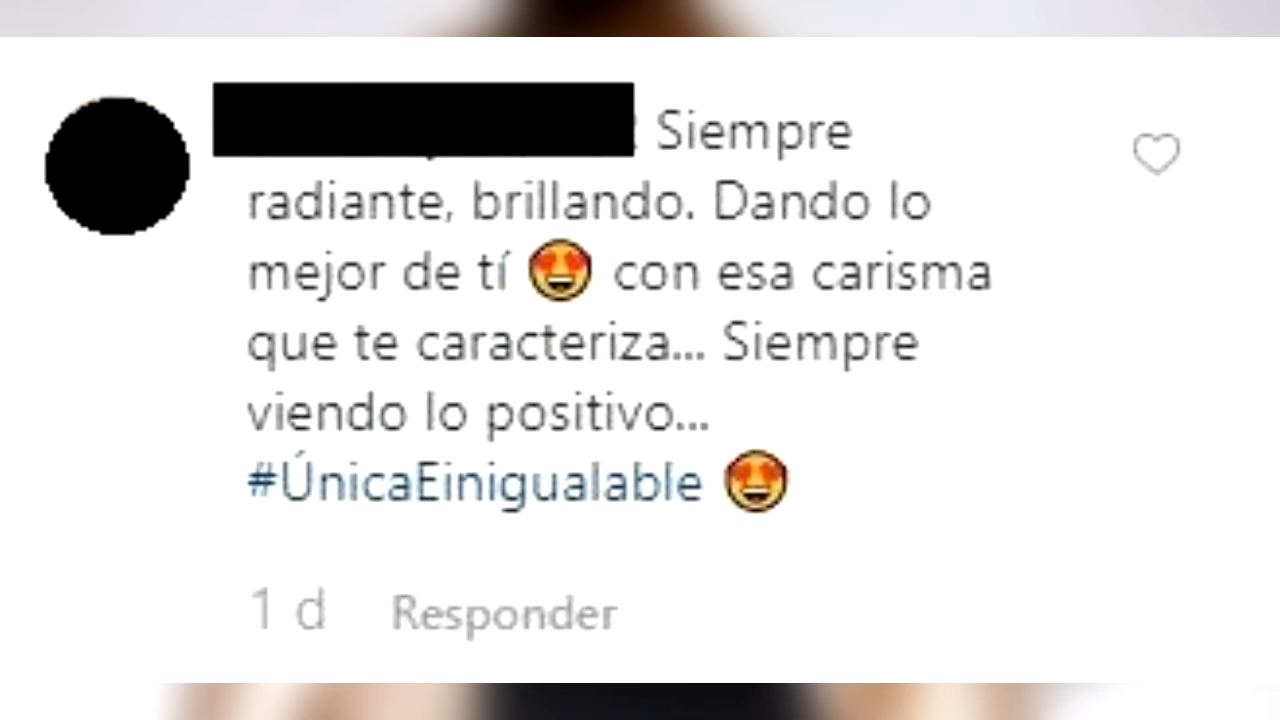 Siempre
radiante, brillando. Dando lo
mejor de tí 😍 con esa carisma
que te caracteriza... Siempre
viendo lo positivo...
#ÚnicaEinigualable 😍
1 d Responder